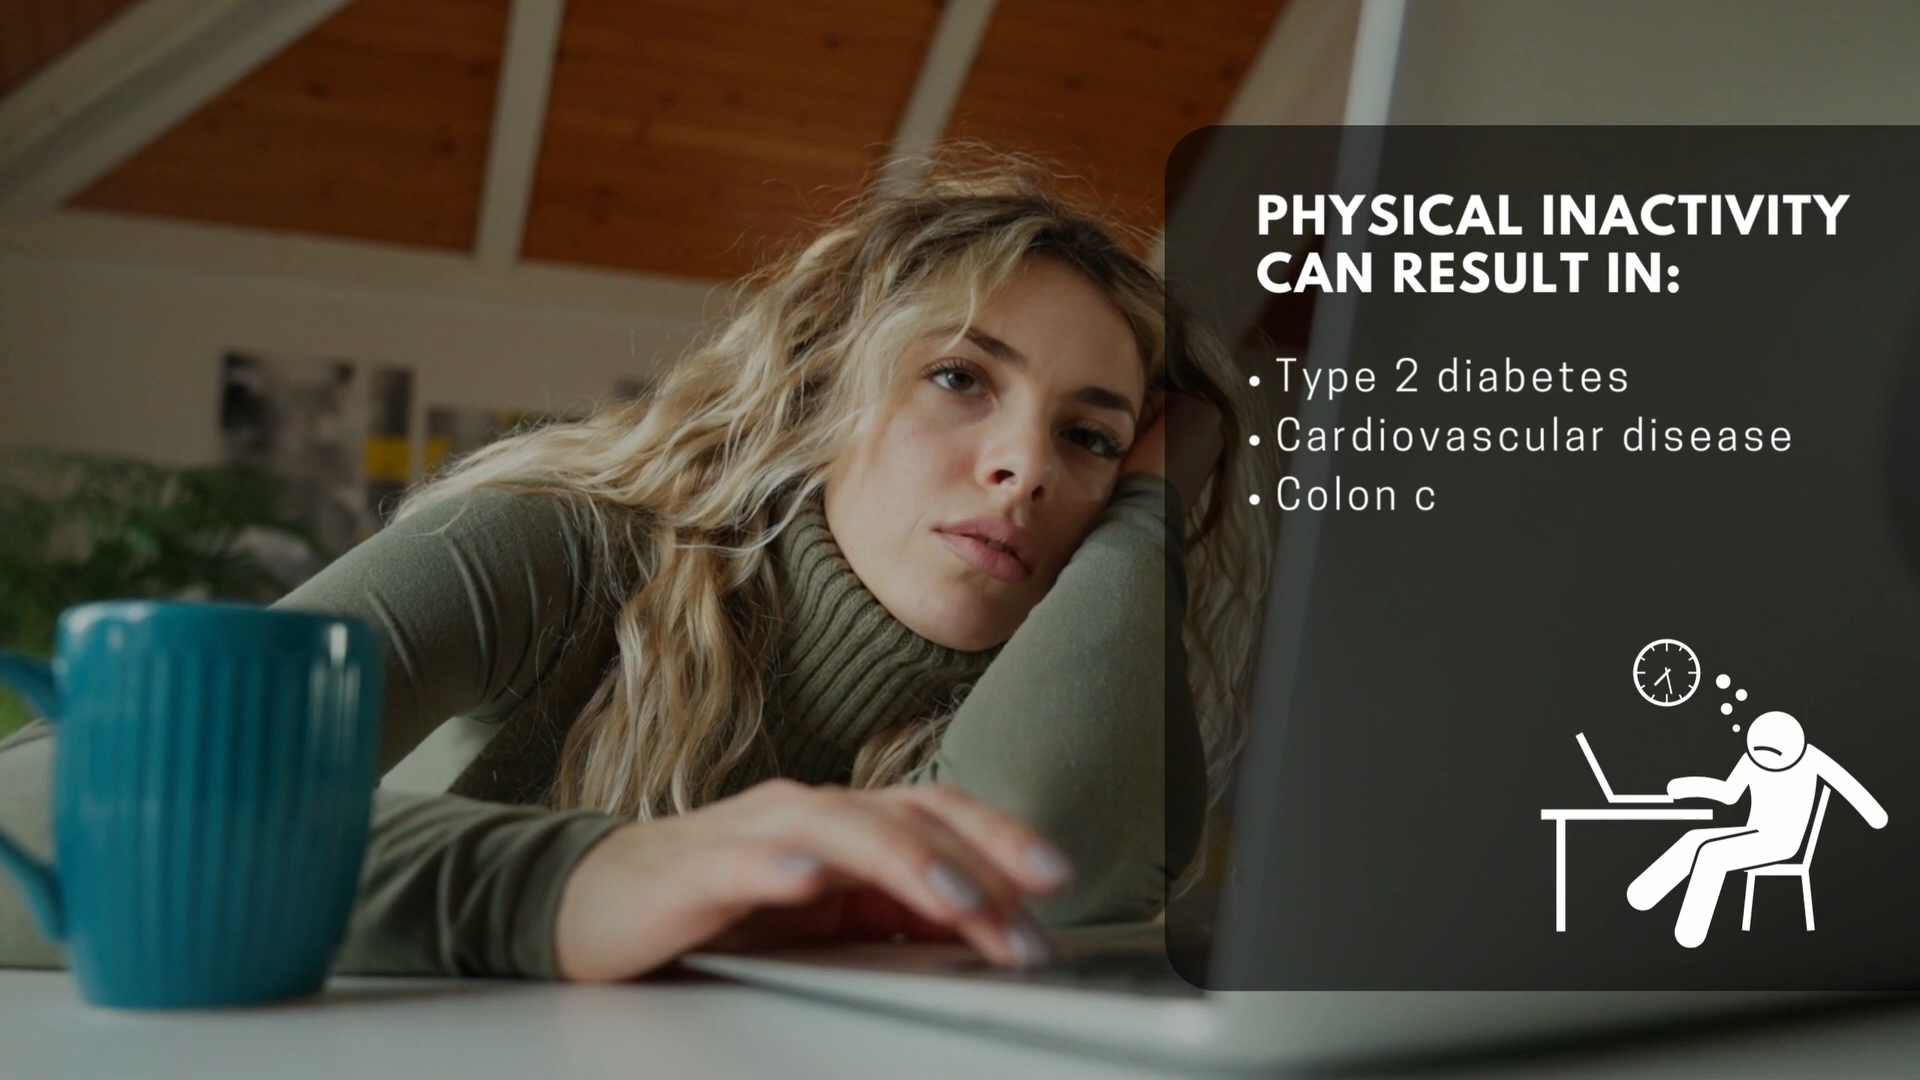 PHYSICAL INACTIVITY
CAN RESULT IN:
• Type 2 diabetes
• Cardiovascular disease
• Colon c